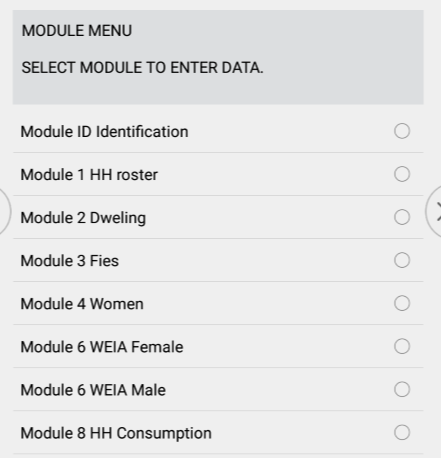 MODULE MENU
SELECT MODULE TO ENTER DATA.
Module ID Identification
Module 1 HH roster
Module 2 Dweling
Module 3 Fies
Module 4 Women
Module 6 WEIA Female
Module 6 WEIA Male
Module 8 HH Consumption